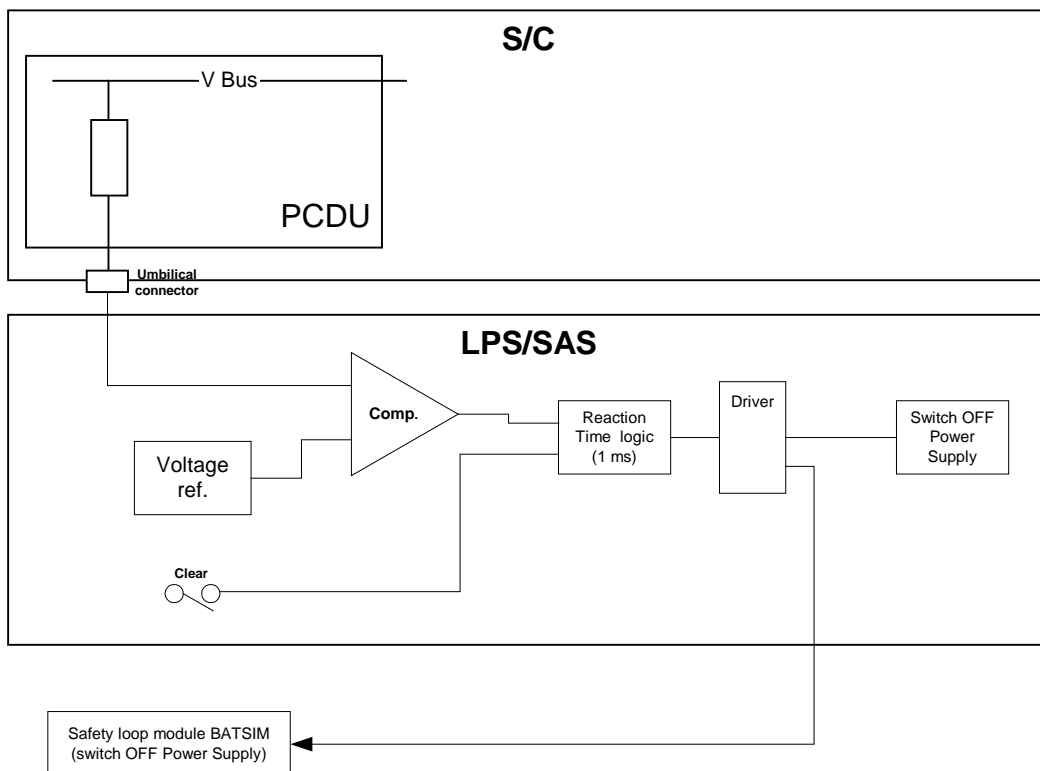 S/C
V Bus
PCDU
Umbilical
connector
LPS/SAS
Comp.
Reaction
Time logic
(1 ms)
Driver
Switch OFF
Power
Supply
Voltage
ref.
Clear
Safety loop module BATSIM
(switch OFF Power Supply)